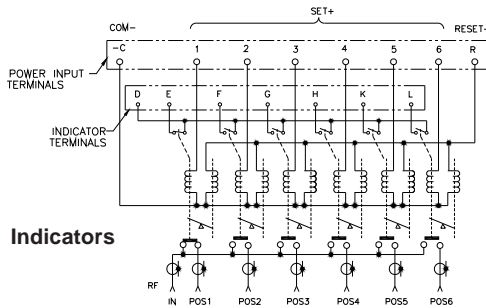 SET+
COM- RESET-
-C 1 2 3 4 5 6 R
POWER INPUT
TERMINALS
D E F G H K L
INDICATOR
TERMINALS
Indicators
RF
IN POS1 POS2 POS3 POS4 POS5 POS6